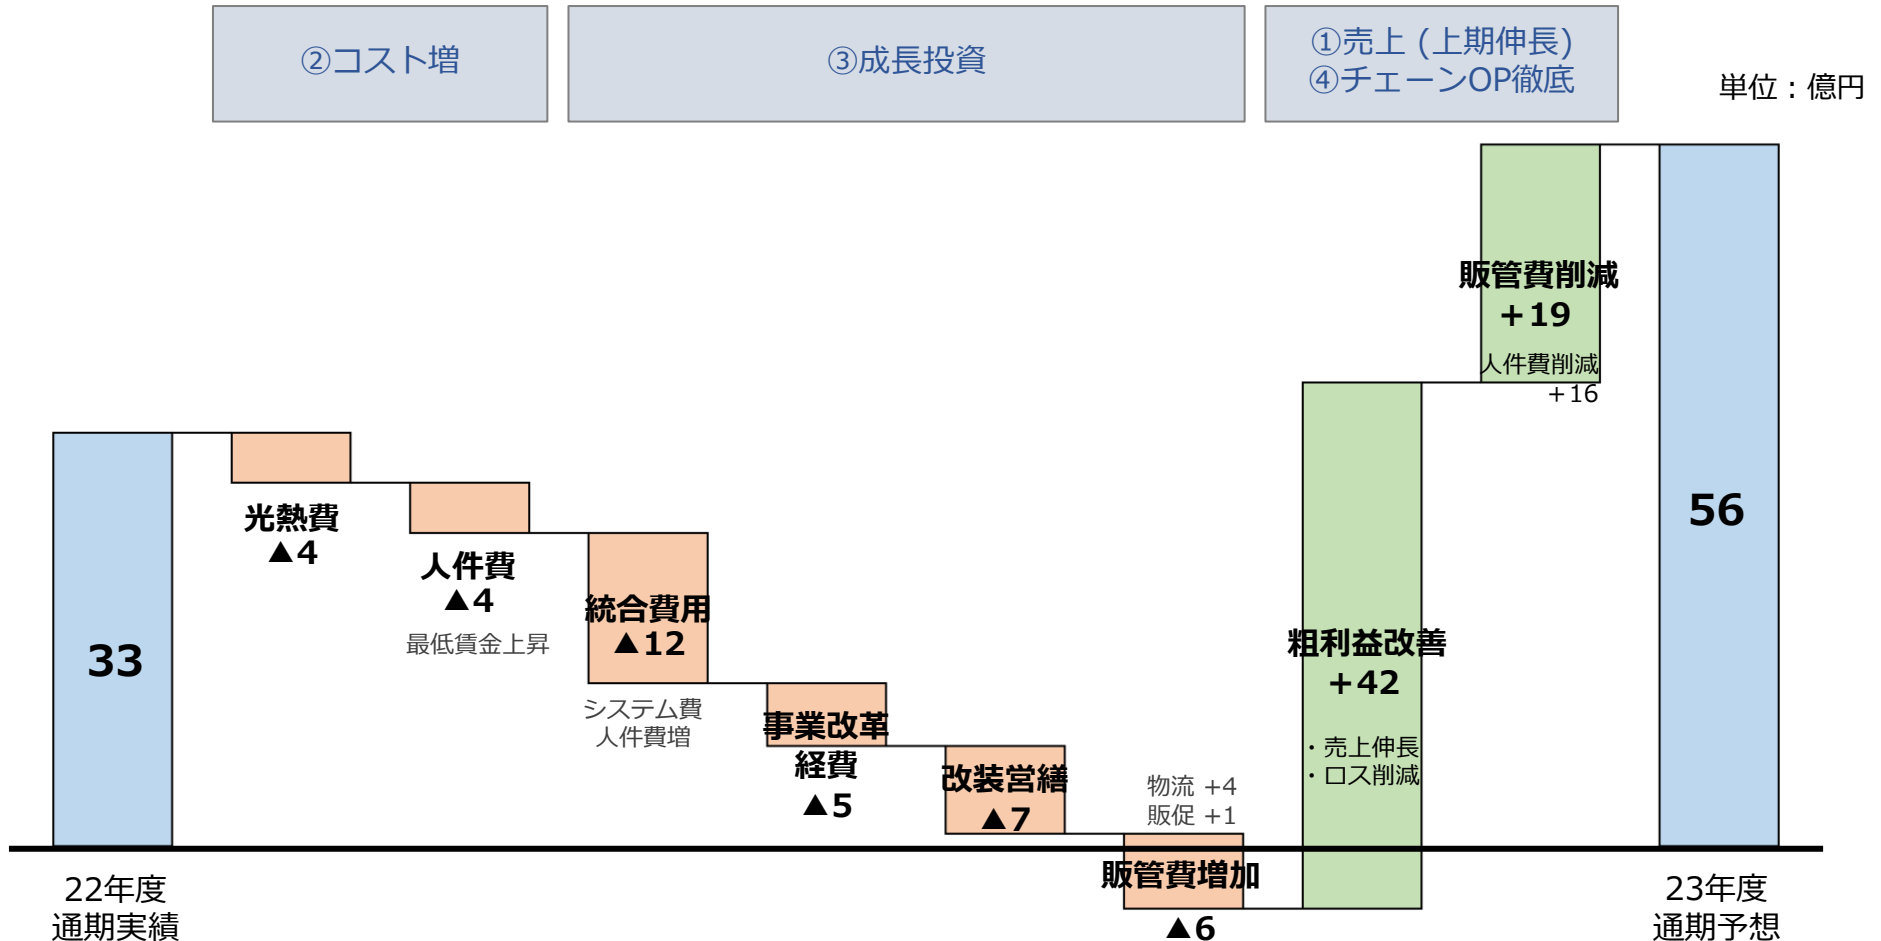 ②コスト増
③成長投資
①売上 (上期伸長)
④チェーンOP徹底
単位：億円
33
22年度
通期実績
光熱費
▲4
人件費
▲4
最低賃金上昇
統合費用
▲12
システム費
人件費増
事業改革
経費
▲5
改装営繕
▲7
物流 +4
販促 +1
販管費増加
▲6
粗利益改善
+42
・売上伸長
・ロス削減
販管費削減
＋19
人件費削減
＋16
56
23年度
通期予想